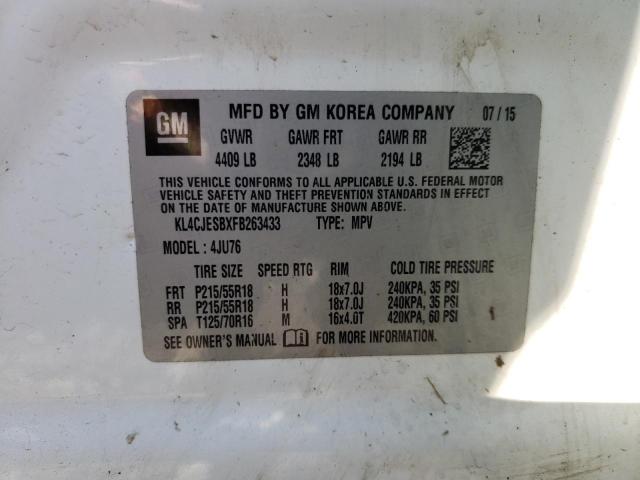 GM
MFD BY GM KOREA COMPANY 07 / 15
GVWR GAWR FRT GAWR RR
4409 LB 2348 LB 2194 LB
THIS VEHICLE CONFORMS TO ALL APPLICABLE U.S. FEDERAL MOTOR
VEHICLE SAFETY AND THEFT PREVENTION STANDARDS IN EFFECT
ON THE DATE OF MANUFACTURE SHOWN ABOVE.
KL4CJESBXFB263433 TYPE: MPV
MODEL : 4JU76
TIRE SIZE SPEED RTG RIM COLD TIRE PRESSURE
FRT P215/55R18 H 18x7.0J 240KPA, 35 PSI
RR P215/55R18 H 18x7.0J 240KPA, 35 PSI
SPA T125/70R16 M 16x4.0T 420KPA, 60 PSI
SEE OWNER'S MANUAL FOR MORE INFORMATION.